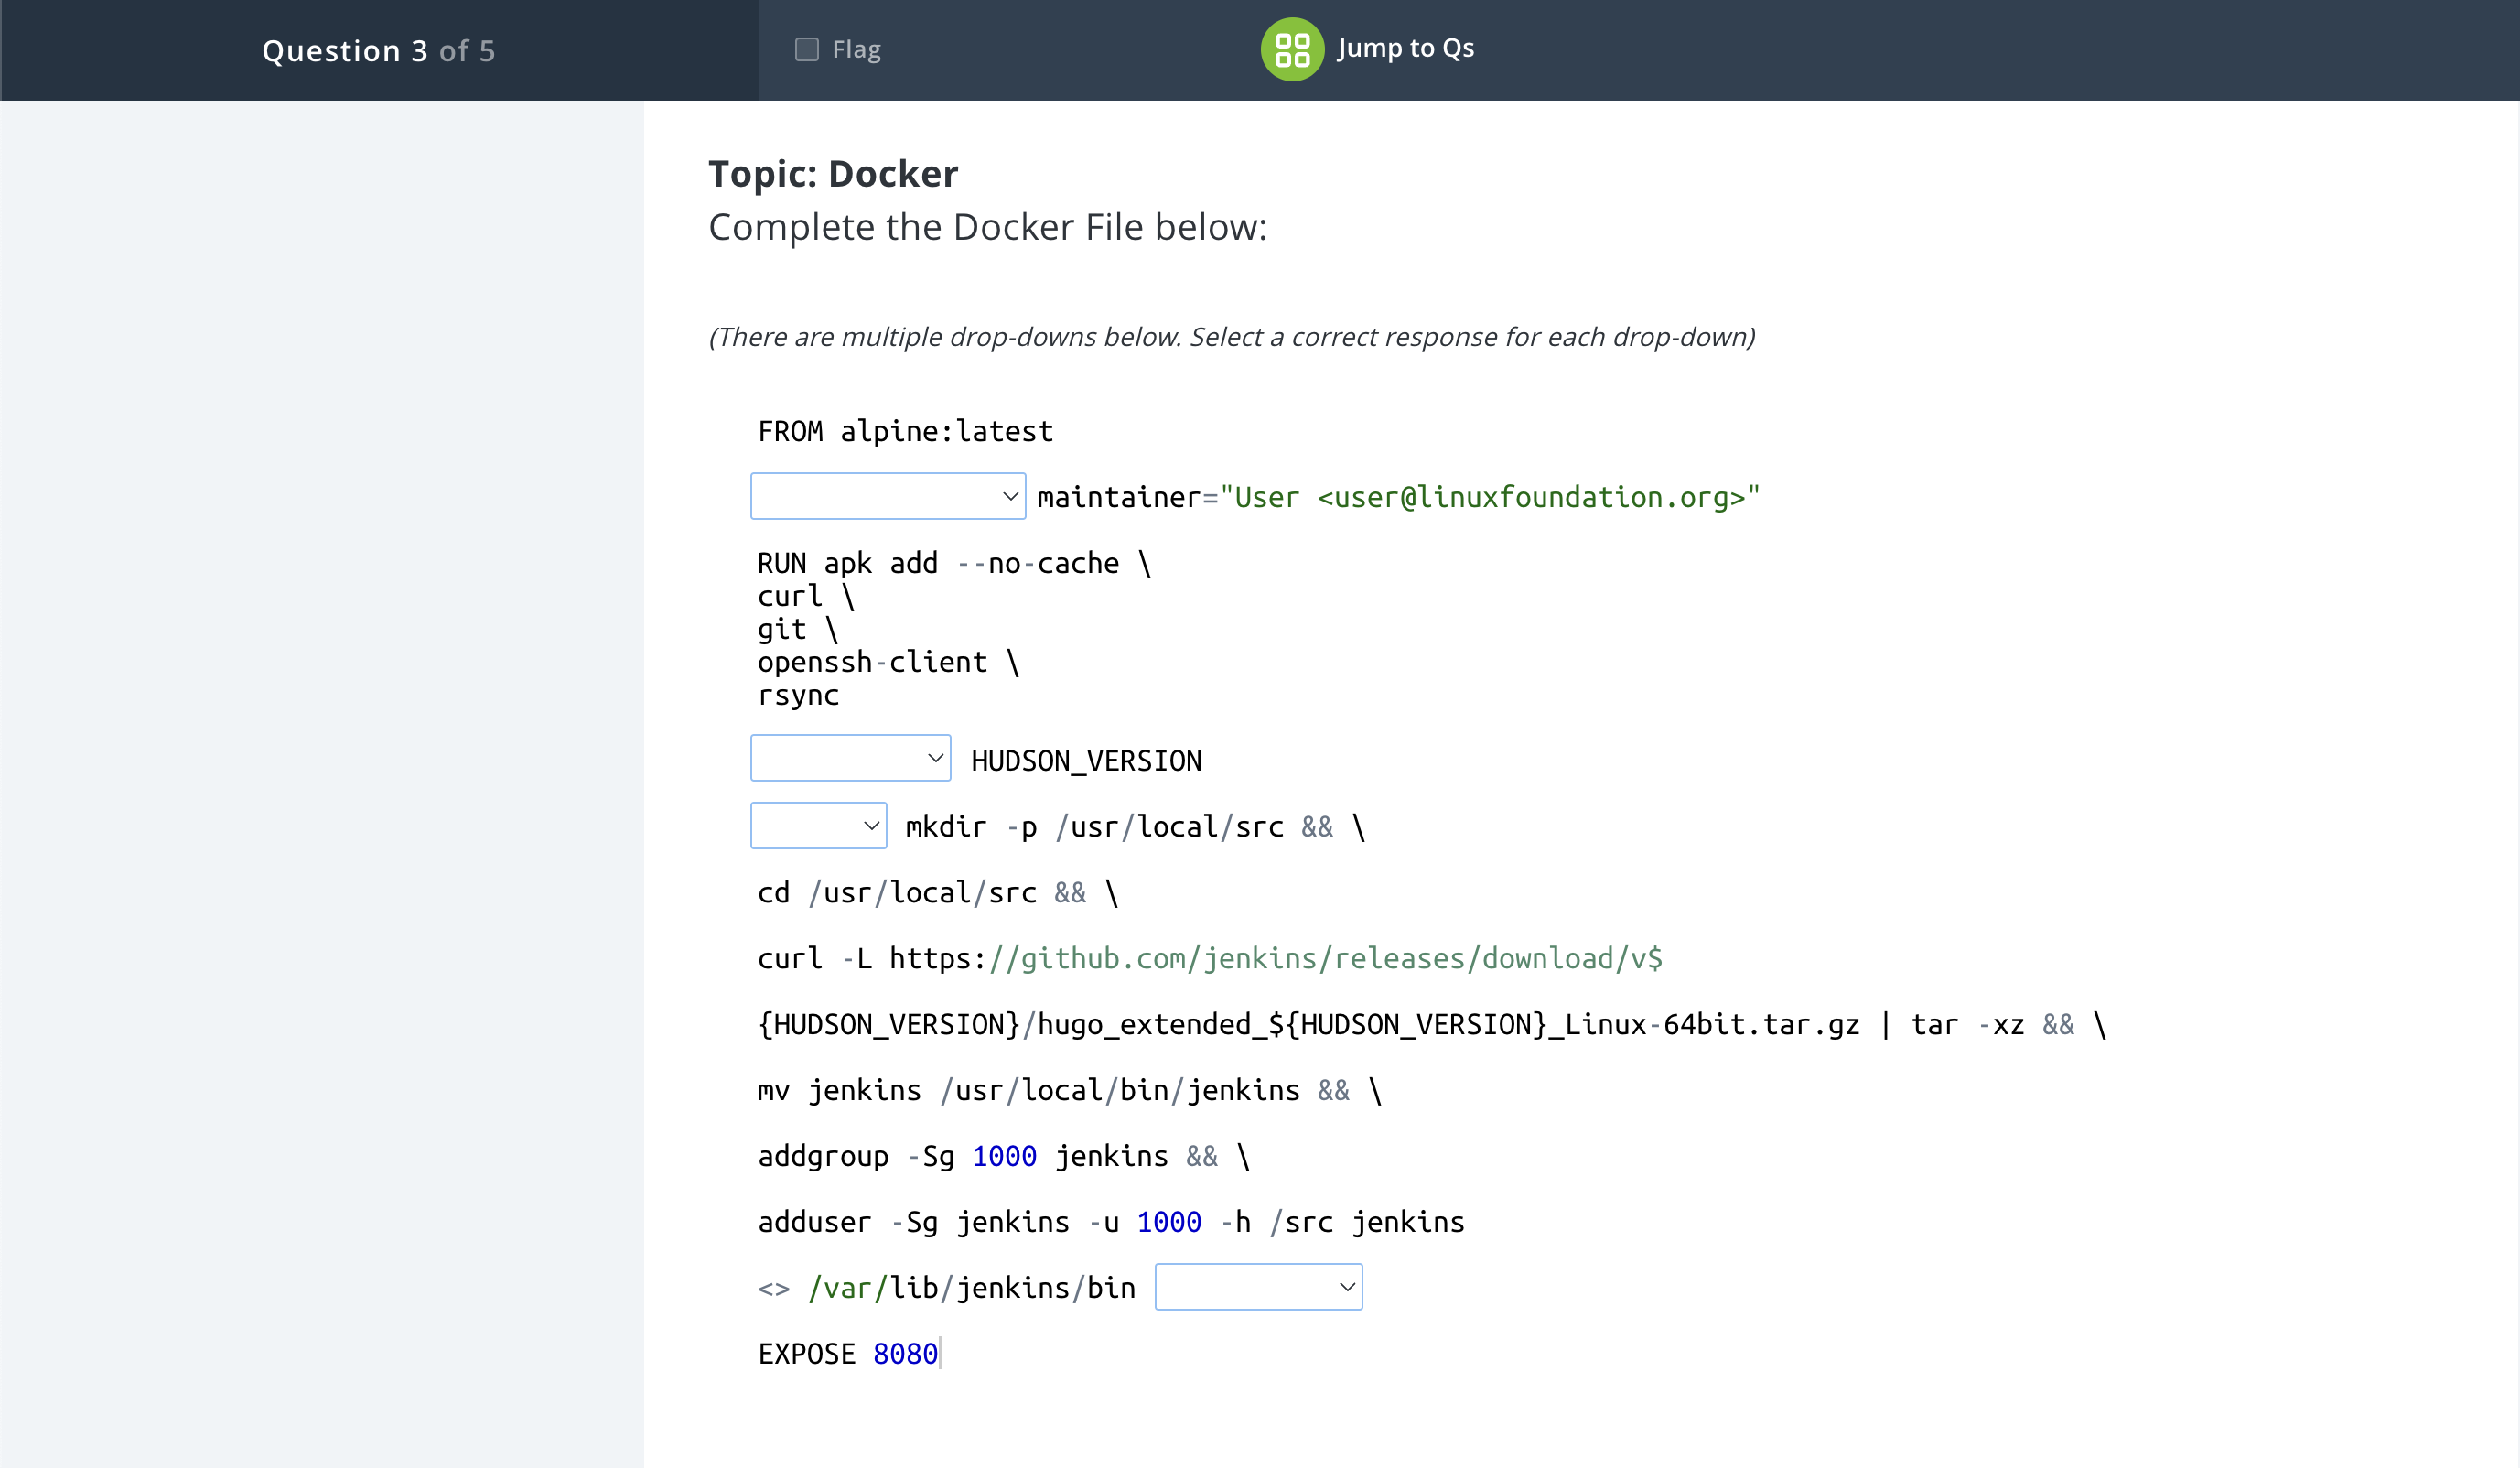 Question 3 of 5
Flag
Jump to Qs
Topic: Docker
Complete the Docker File below:
(There are multiple drop-downs below. Select a correct response for each drop-down)
FROM alpine:latest
maintainer="User <user@linuxfoundation.org>"
RUN apk add --no-cache \
curl \
git \
openssh-client \
rsync
HUDSON_VERSION
mkdir -p /usr/local/src && \
cd /usr/local/src && \
curl -L https://github.com/jenkins/releases/download/v$
{HUDSON_VERSION}/hugo_extended_${HUDSON_VERSION}_Linux-64bit.tar.gz | tar -xz && \
mv jenkins /usr/local/bin/jenkins && \
addgroup -Sg 1000 jenkins && \
adduser -Sg jenkins -u 1000 -h /src jenkins
<> /var/lib/jenkins/bin
EXPOSE 8080